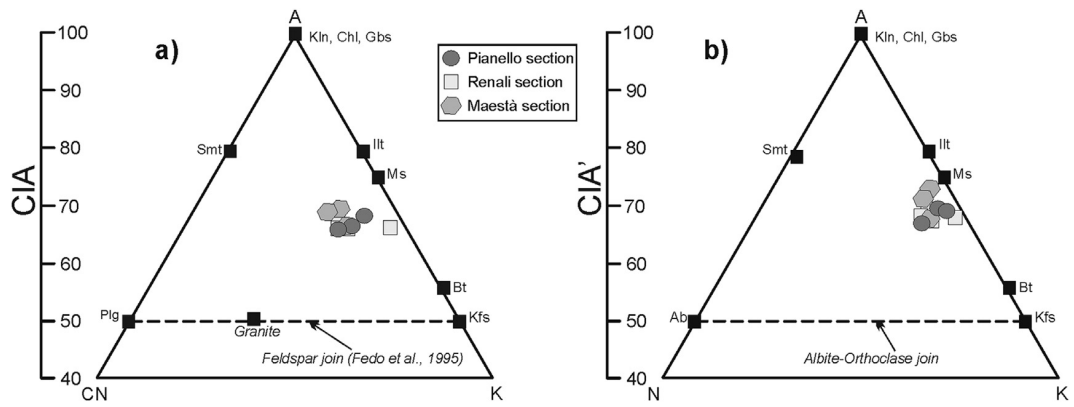 a)
CIA
100
90
80
70
60
50
40
A
Kln, Chl, Gbs
Smt
Ilt
Ms
Bt
Plg
Granite
Kfs
Feldspar join (Fedo et al., 1995)
CN
K
Pianello section
Renali section
Maestà section
b)
CIA’
100
90
80
70
60
50
40
A
Kln, Chl, Gbs
Smt
Ilt
Ms
Bt
Ab
Kfs
Albite-Orthoclase join
N
K